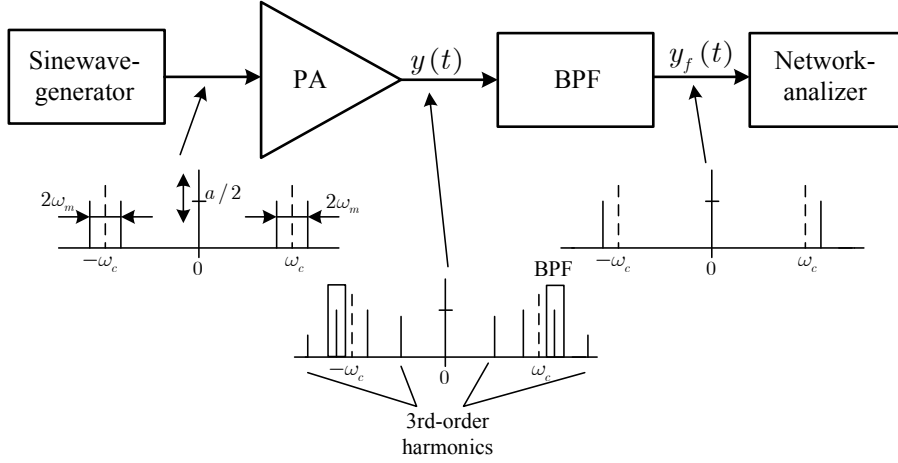 Sinewave-
generator
PA
y(t)
BPF
y_f(t)
Network-
analizer
2ω_m
a/2
2ω_m
−ω_c
0
ω_c
−ω_c
0
ω_c
BPF
−ω_c
0
ω_c
3rd-order
harmonics